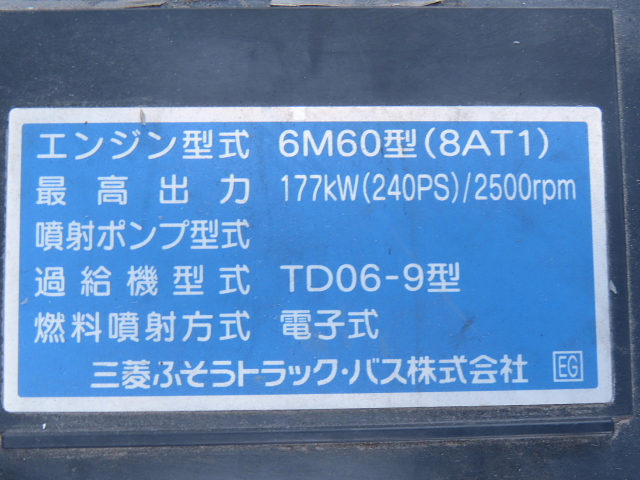 エンジン型式 6M60型(8AT1)
最高出力 177kW(240PS)/2500rpm
噴射ポンプ型式
過給機型式 TD06-9型
燃料噴射方式 電子式
三菱ふそうトラック・バス株式会社 EG